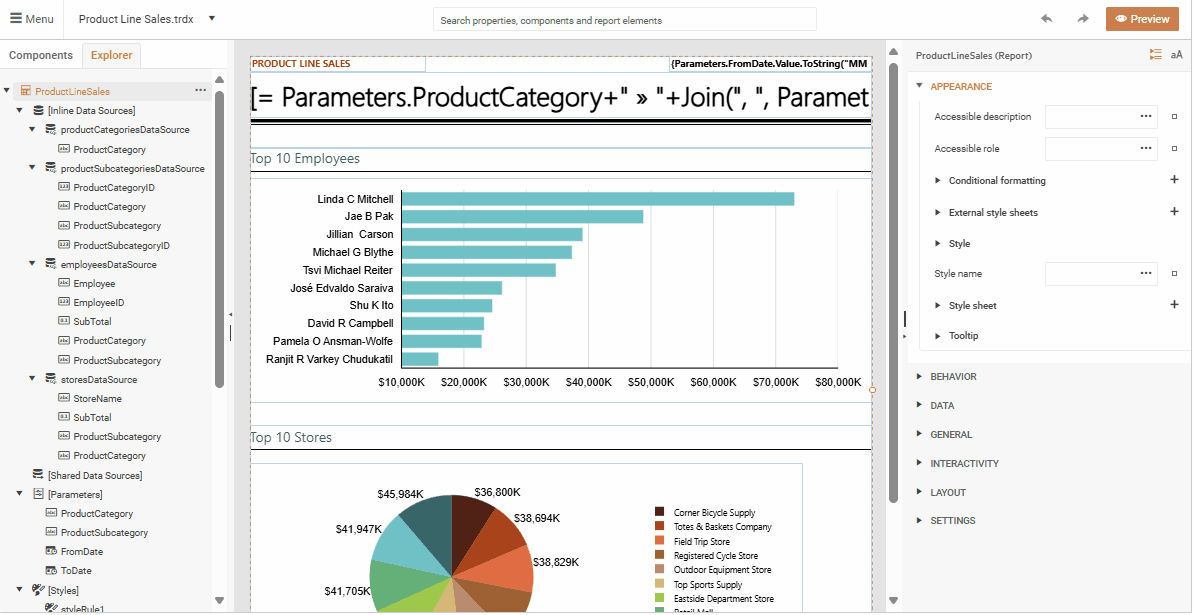 Menu
Product Line Sales.trdx
Search properties, components and report elements
Preview
Components
Explorer
ProductLineSales
[Inline Data Sources]
productCategoriesDataSource
ProductCategory
productSubcategoriesDataSource
ProductCategoryID
ProductCategory
ProductSubcategory
ProductSubcategoryID
employeesDataSource
Employee
EmployeeID
SubTotal
ProductCategory
ProductSubcategory
storesDataSource
StoreName
SubTotal
ProductSubcategory
ProductCategory
[Shared Data Sources]
[Parameters]
ProductCategory
ProductSubcategory
FromDate
ToDate
[Styles]
styleRule1
PRODUCT LINE SALES
{Parameters.FromDate.Value.ToString("MM
[= Parameters.ProductCategory+" » "+Join(", ", Paramet
Top 10 Employees
Linda C Mitchell
Jae B Pak
Jillian Carson
Michael G Blythe
Tsvi Michael Reiter
José Edvaldo Saraiva
Shu K Ito
David R Campbell
Pamela O Ansman-Wolfe
Ranjit R Varkey Chudukatil
$10,000K $20,000K $30,000K $40,000K $50,000K $60,000K $70,000K $80,000K
Top 10 Stores
$45,984K
$36,800K
$41,947K
$38,694K
$38,829K
$41,705K
Corner Bicycle Supply
Totes & Baskets Company
Field Trip Store
Registered Cycle Store
Outdoor Equipment Store
Top Sports Supply
Eastside Department Store
Retail Mall
ProductLineSales (Report)
aA
APPEARANCE
Accessible description
Accessible role
Conditional formatting
External style sheets
Style
Style name
Style sheet
Tooltip
BEHAVIOR
DATA
GENERAL
INTERACTIVITY
LAYOUT
SETTINGS